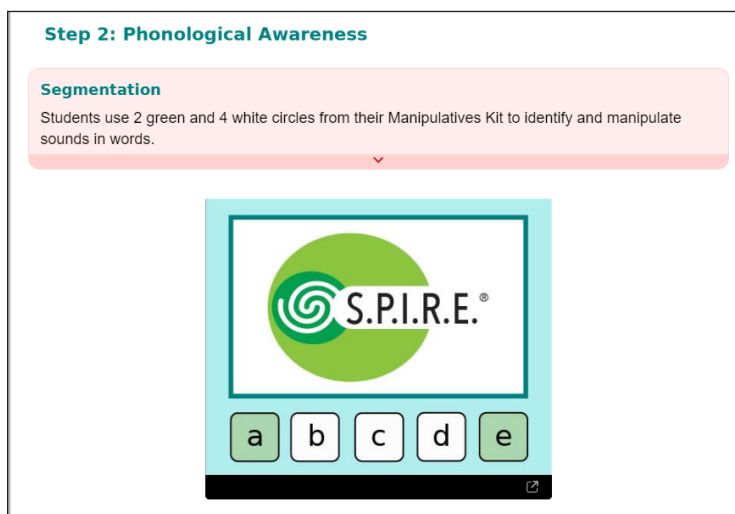 Step 2: Phonological Awareness
Segmentation
Students use 2 green and 4 white circles from their Manipulatives Kit to identify and manipulate
sounds in words.
S.P.I.R.E.®
a b c d e